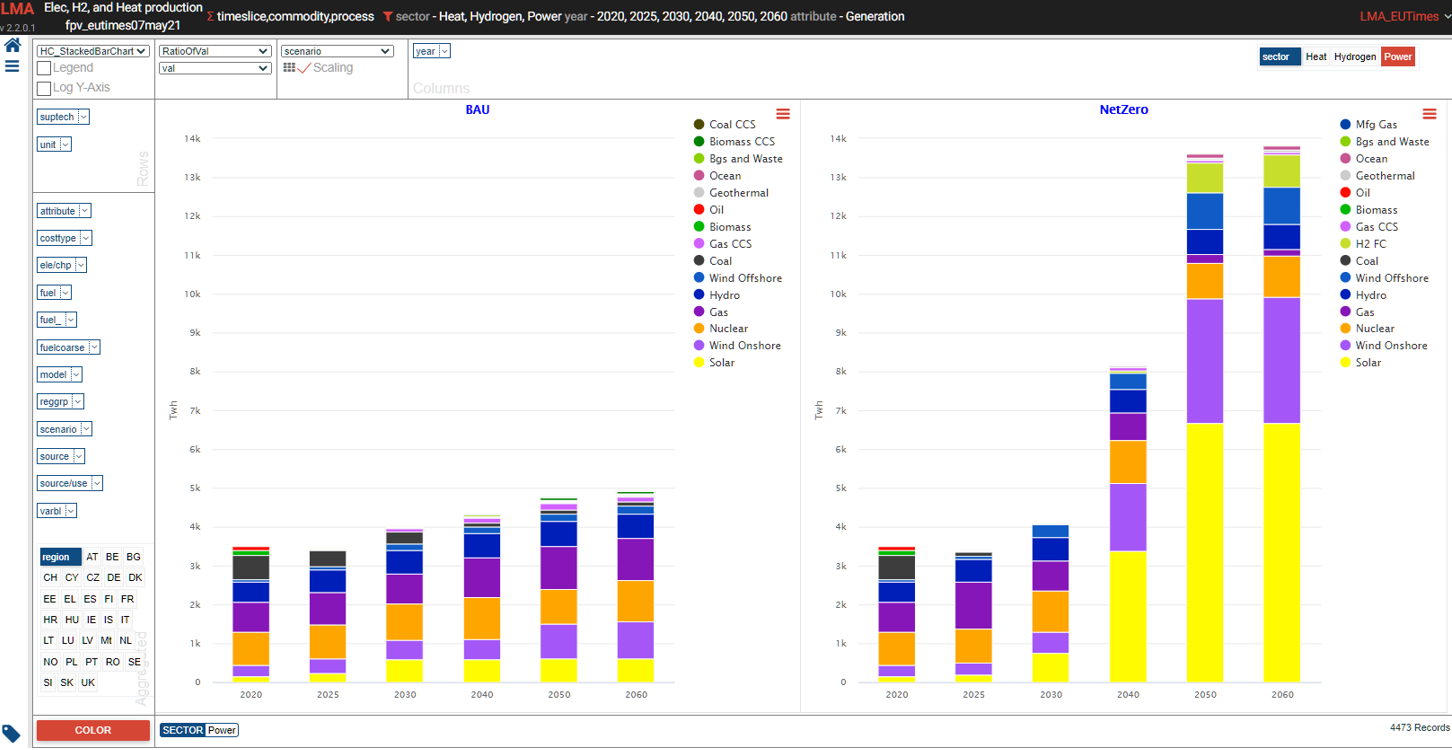 LMA
v 2.2.0.1
Elec, H2, and Heat production
fpv_eutimes07may21
Σ timeslice,commodity,process
sector - Heat, Hydrogen, Power year - 2020, 2025, 2030, 2040, 2050, 2060 attribute - Generation
LMA_EUTimes
HC_StackedBarChart
Legend
Log Y-Axis
RatioOfVal
val
scenario
Scaling
year
Columns
sector Heat Hydrogen Power
suptech
unit
Rows
attribute
costtype
ele/chp
fuel
fuel_
fuelcoarse
model
reggrp
scenario
source
source/use
varbl
region AT BE BG
CH CY CZ DE DK
EE EL ES FI FR
HR HU IE IS IT
LT LU LV Mt NL
NO PL PT RO SE
SI SK UK
Aggregated
COLOR
BAU
Twh
14k
13k
12k
11k
10k
9k
8k
7k
6k
5k
4k
3k
2k
1k
0
2020 2025 2030 2040 2050 2060
Coal CCS
Biomass CCS
Bgs and Waste
Ocean
Geothermal
Oil
Biomass
Gas CCS
Coal
Wind Offshore
Hydro
Gas
Nuclear
Wind Onshore
Solar
NetZero
Twh
14k
13k
12k
11k
10k
9k
8k
7k
6k
5k
4k
3k
2k
1k
0
2020 2025 2030 2040 2050 2060
Mfg Gas
Bgs and Waste
Ocean
Geothermal
Oil
Biomass
Gas CCS
H2 FC
Coal
Wind Offshore
Hydro
Gas
Nuclear
Wind Onshore
Solar
SECTOR Power
4473 Records